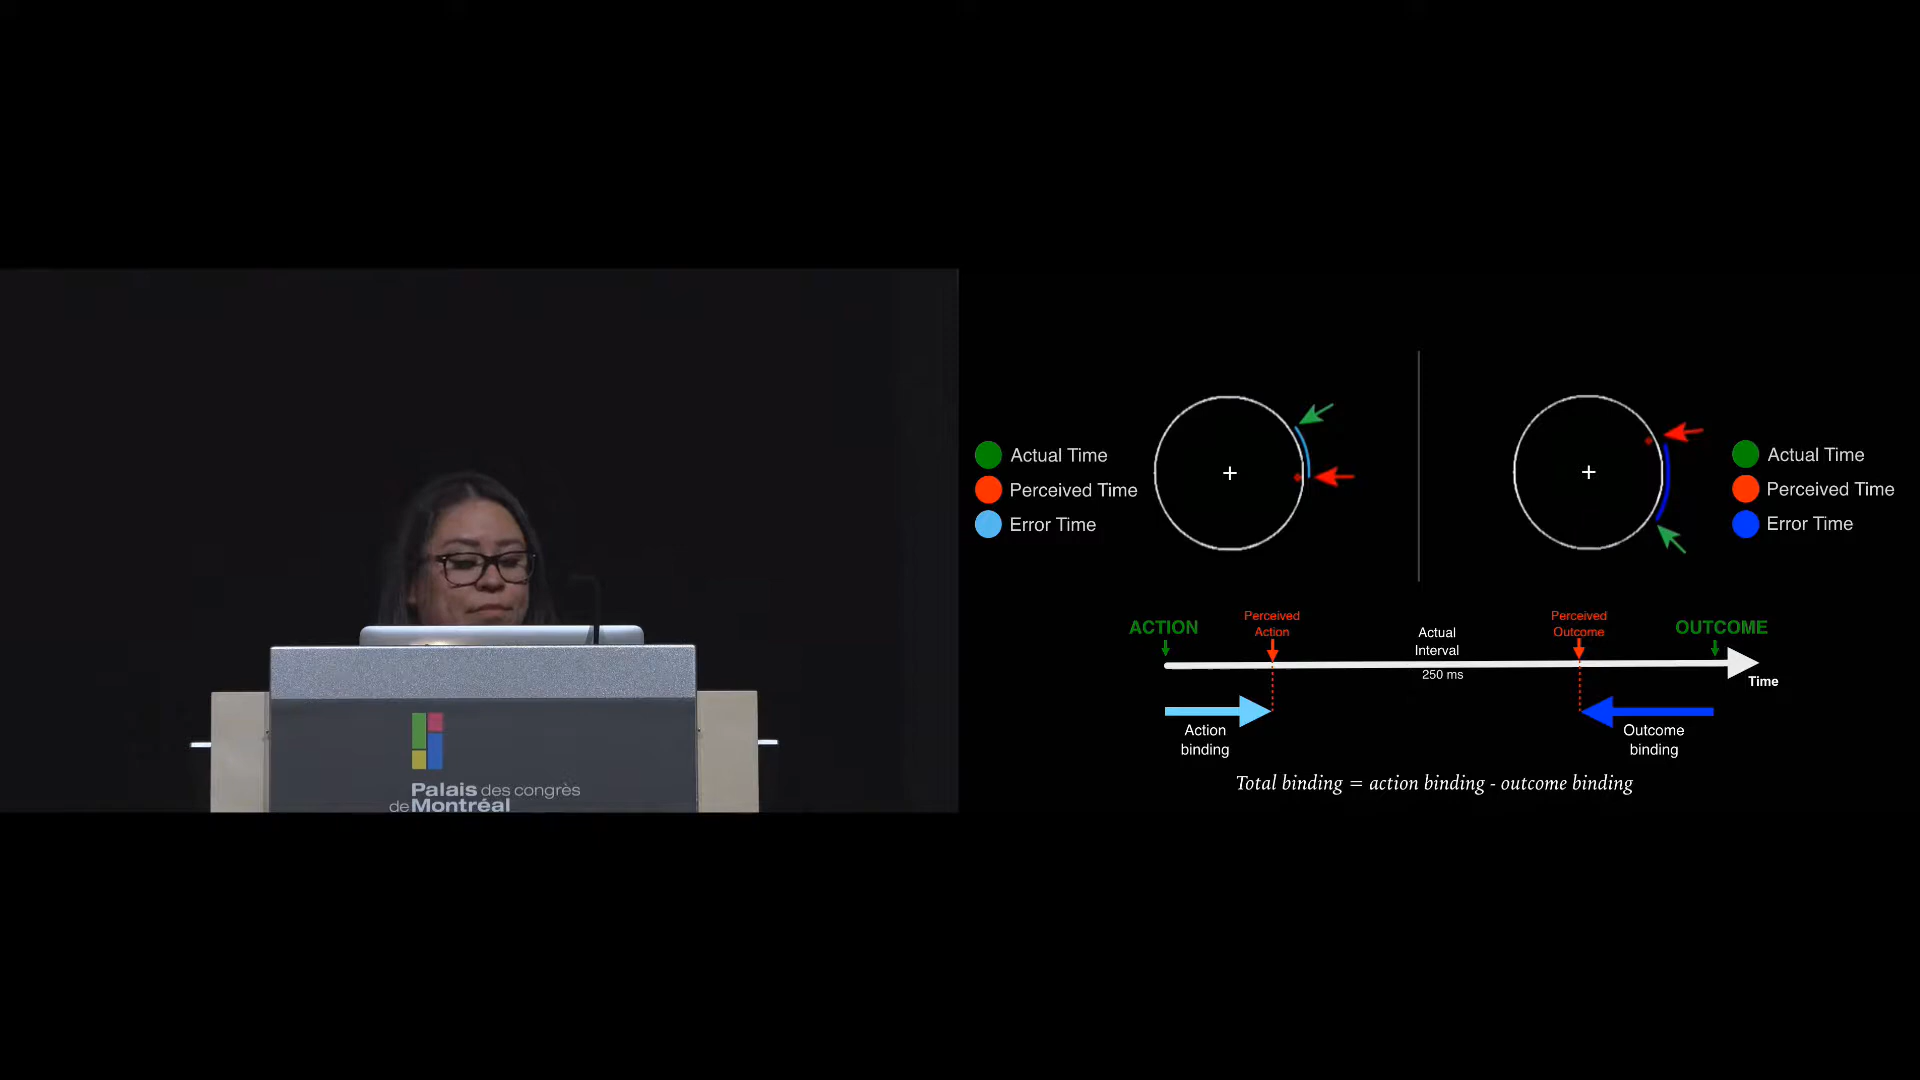 Palais des congrès
de Montréal
Actual Time
Perceived Time
Error Time
Actual Time
Perceived Time
Error Time
ACTION
Perceived
Action
Actual
Interval
250 ms
Perceived
Outcome
OUTCOME
Time
Action
binding
Outcome
binding
Total binding = action binding - outcome binding